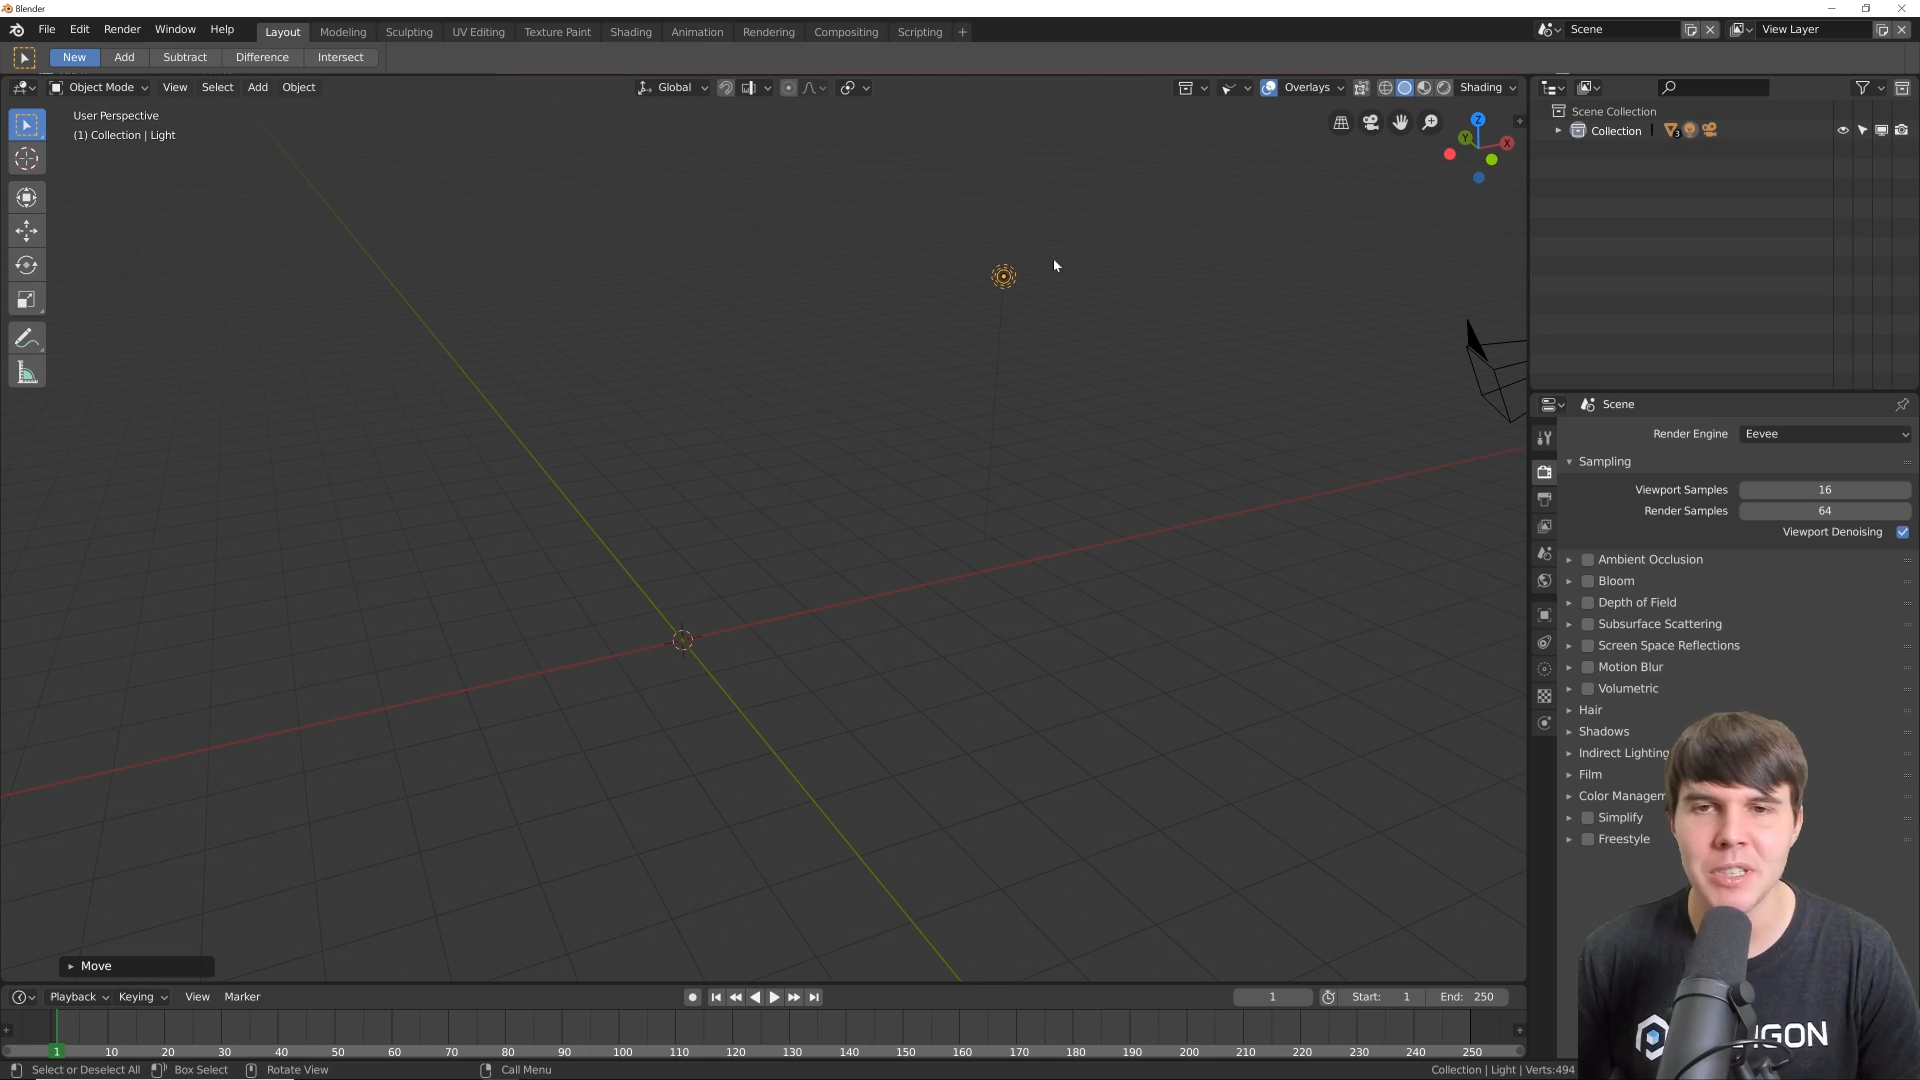 Blender
File Edit Render Window Help Layout Modeling Sculpting UV Editing Texture Paint Shading Animation Rendering Compositing Scripting + Scene View Layer
New Add Subtract Difference Intersect
Object Mode View Select Add Object Global Overlays Shading
User Perspective
(1) Collection | Light
Z
Y
X
Scene Collection
Collection
3
Scene
Render Engine Eevee
Sampling
Viewport Samples 16
Render Samples 64
Viewport Denoising
Ambient Occlusion
Bloom
Depth of Field
Subsurface Scattering
Screen Space Reflections
Motion Blur
Volumetric
Hair
Shadows
Indirect Lighting
Film
Color Managem
Simplify
Freestyle
Move
Playback Keying View Marker 1 Start: 1 End: 250
1 10 20 30 40 50 60 70 80 90 100 110 120 130 140 150 160 170 180 190 200 210 220 230 240 250
Select or Deselect All Box Select Rotate View Call Menu Collection | Light | Verts:494